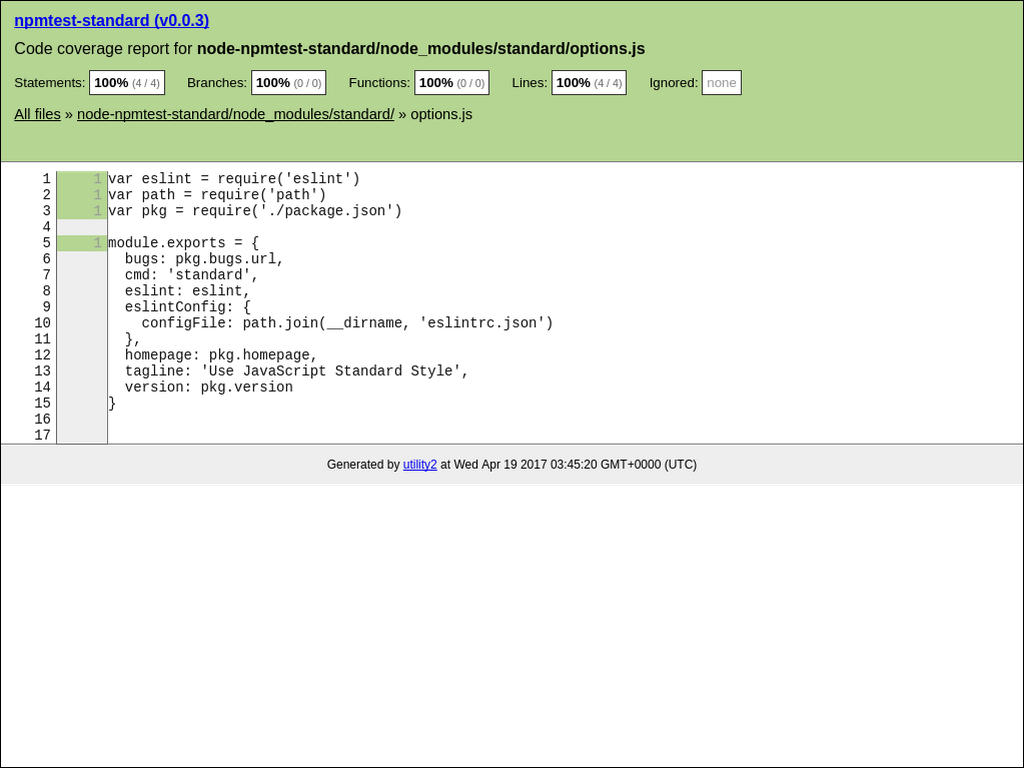 npmtest-standard (v0.0.3)
Code coverage report for node-npmtest-standard/node_modules/standard/options.js
Statements: 100% (4 / 4) Branches: 100% (0 / 0) Functions: 100% (0 / 0) Lines: 100% (4 / 4) Ignored: none
All files » node-npmtest-standard/node_modules/standard/ » options.js
1 1 var eslint = require('eslint')
2 1 var path = require('path')
3 1 var pkg = require('./package.json')
4
5 1 module.exports = {
6   bugs: pkg.bugs.url,
7   cmd: 'standard',
8   eslint: eslint,
9   eslintConfig: {
10     configFile: path.join(__dirname, 'eslintrc.json')
11   },
12   homepage: pkg.homepage,
13   tagline: 'Use JavaScript Standard Style',
14   version: pkg.version
15 }
16
17
Generated by utility2 at Wed Apr 19 2017 03:45:20 GMT+0000 (UTC)